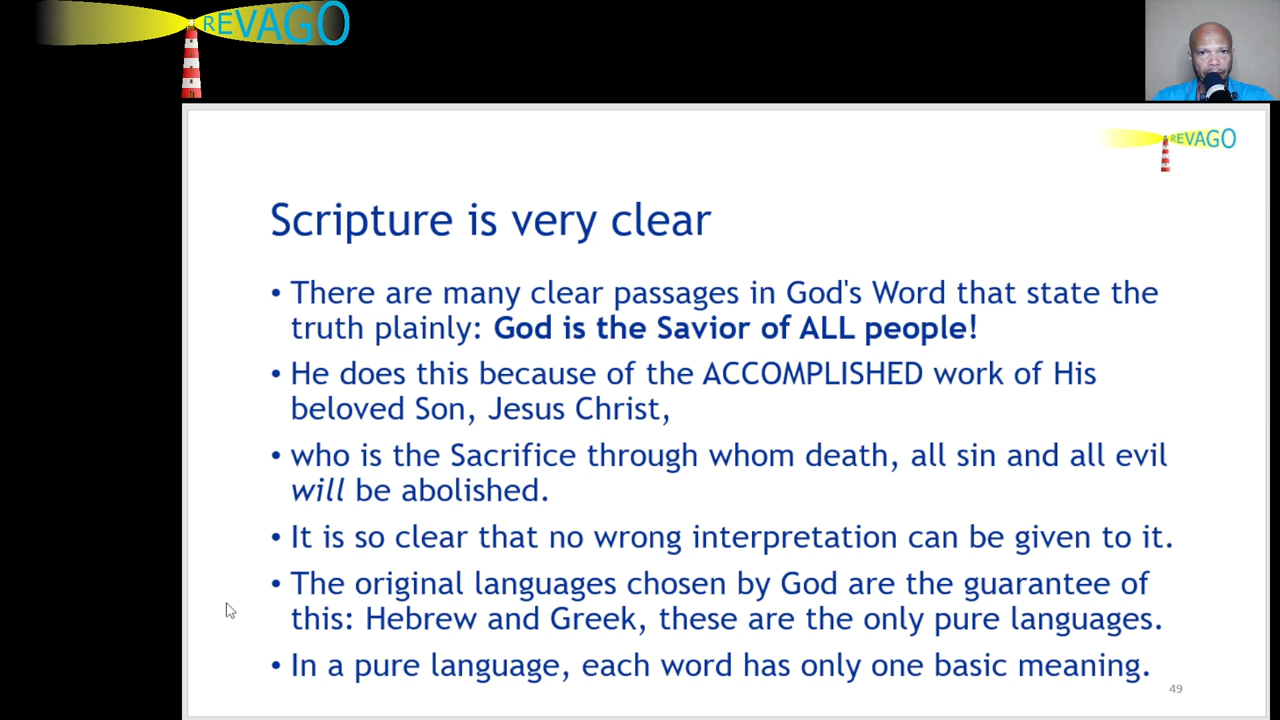 REVAGO
REVAGO
Scripture is very clear
• There are many clear passages in God's Word that state the
truth plainly: God is the Savior of ALL people!
• He does this because of the ACCOMPLISHED work of His
beloved Son, Jesus Christ,
• who is the Sacrifice through whom death, all sin and all evil
will be abolished.
• It is so clear that no wrong interpretation can be given to it.
• The original languages chosen by God are the guarantee of
this: Hebrew and Greek, these are the only pure languages.
• In a pure language, each word has only one basic meaning.
49